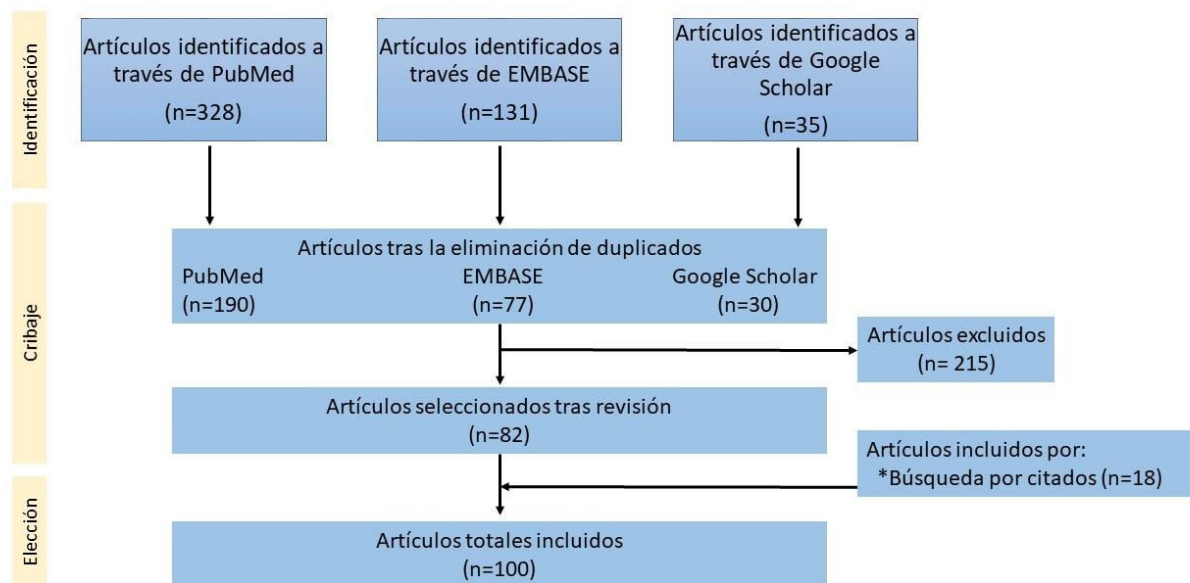 Identificación
Artículos identificados a
través de PubMed
(n=328)
Artículos identificados a
través de EMBASE
(n=131)
Artículos identificados a
través de Google
Scholar
(n=35)
Cribaje
Artículos tras la eliminación de duplicados
PubMed
(n=190)
EMBASE
(n=77)
Google Scholar
(n=30)
Artículos excluidos
(n= 215)
Artículos seleccionados tras revisión
(n=82)
Artículos incluidos por:
*Búsqueda por citados (n=18)
Elección
Artículos totales incluidos
(n=100)